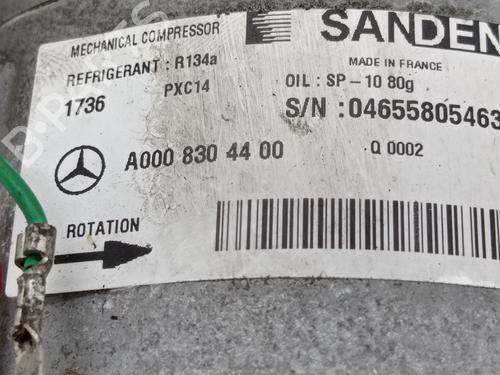 SANDEN
MECHANICAL COMPRESSOR
MADE IN FRANCE
REFRIGERANT : R134a
OIL : SP-10 80g
1736
PXC14
S/N : 04655805463
A000 830 44 00
Q 0002
ROTATION
B-PARTS